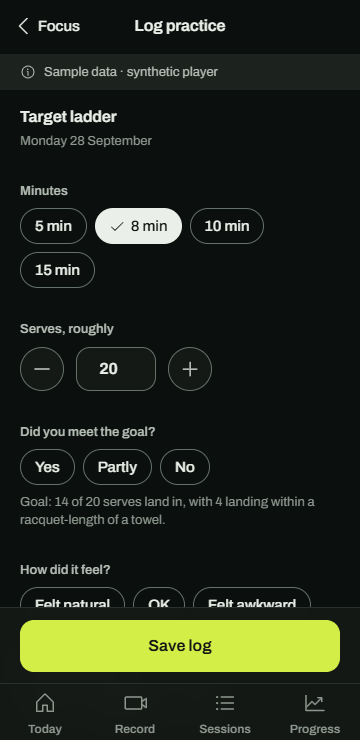 Focus
Log practice
Sample data · synthetic player
Target ladder
Monday 28 September
Minutes
5 min
8 min
10 min
15 min
Serves, roughly
20
Did you meet the goal?
Yes
Partly
No
Goal: 14 of 20 serves land in, with 4 landing within a
racquet-length of a towel.
How did it feel?
Felt natural
OK
Felt awkward
Save log
Today
Record
Sessions
Progress